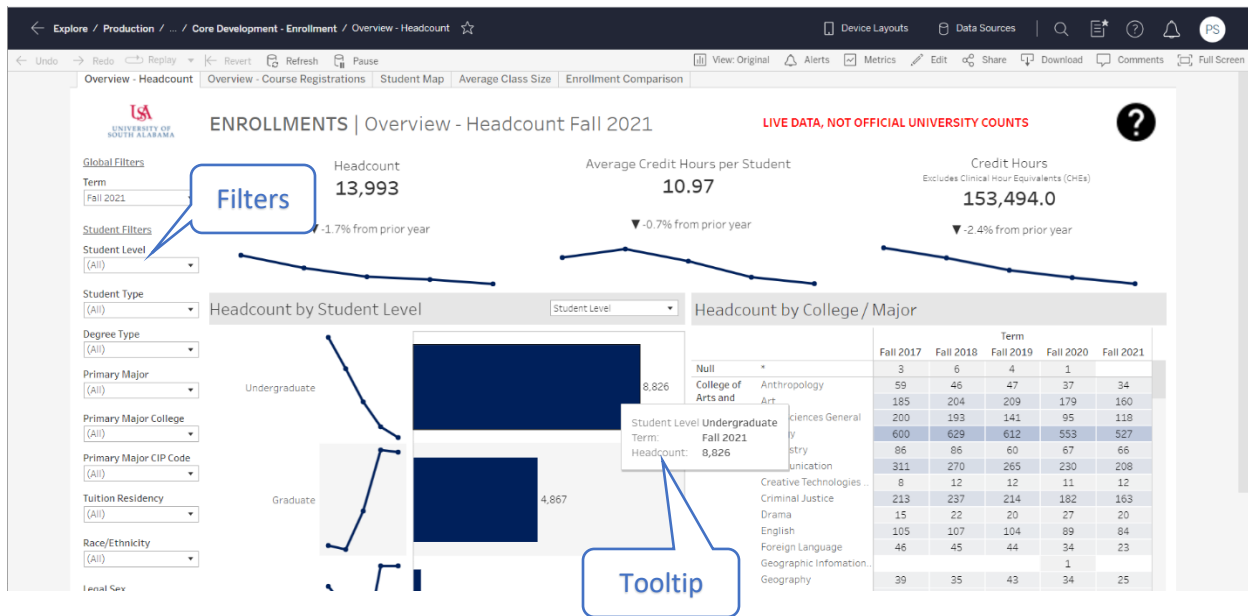 Explore / Production / ... / Core Development - Enrollment / Overview - Headcount
Device Layouts
Data Sources
PS
Undo
Redo
Replay
Revert
Refresh
Pause
View: Original
Alerts
Metrics
Edit
Share
Download
Comments
Full Screen
Overview - Headcount
Overview - Course Registrations
Student Map
Average Class Size
Enrollment Comparison
USA
UNIVERSITY OF
SOUTH ALABAMA
ENROLLMENTS | Overview - Headcount Fall 2021
LIVE DATA, NOT OFFICIAL UNIVERSITY COUNTS
?
Global Filters
Term
Fall 2021
Student Filters
Student Level
(All)
Student Type
(All)
Degree Type
(All)
Primary Major
(All)
Primary Major College
(All)
Primary Major CIP Code
(All)
Tuition Residency
(All)
Race/Ethnicity
(All)
Legal Sex
Filters
Headcount
13,993
▼ -1.7% from prior year
Average Credit Hours per Student
10.97
▼ -0.7% from prior year
Credit Hours
Excludes Clinical Hour Equivalents (CHEs)
153,494.0
▼ -2.4% from prior year
Headcount by Student Level
Student Level
Undergraduate
8,826
Graduate
4,867
Student Level Undergraduate
Term: Fall 2021
Headcount: 8,826
Tooltip
Headcount by College / Major
Term
Fall 2017 Fall 2018 Fall 2019 Fall 2020 Fall 2021
Null * 3 6 4 1
College of Anthropology 59 46 47 37 34
Arts and Art 185 204 209 179 160
Sciences General 200 193 141 95 118
600 629 612 553 527
86 86 60 67 66
311 270 265 230 208
Creative Technologies .. 8 12 12 11 12
Criminal Justice 213 237 214 182 163
Drama 15 22 20 27 20
English 105 107 104 89 84
Foreign Language 46 45 44 34 23
Geographic Infomation.. 1
Geography 39 35 43 34 25